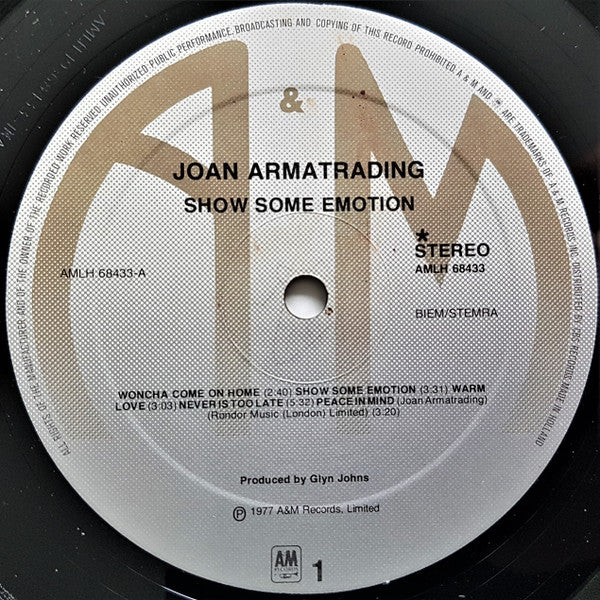 ALL RIGHTS OF THE MANUFACTURER AND OF THE OWNER OF THE RECORDED WORK RESERVED. UNAUTHORIZED PUBLIC PERFORMANCE, BROADCASTING AND COPYING OF THIS RECORD PROHIBITED. A & M AND ARE TRADEMARKS OF A & M RECORDS INC. DISTRIBUTED BY CBS RECORDS. MADE IN HOLLAND
A & M
JOAN ARMATRADING
SHOW SOME EMOTION
*
STEREO
AMLH 68433-A
AMLH 68433
BIEM/STEMRA
WONCHA COME ON HOME (2:40) SHOW SOME EMOTION (3:31) WARM
LOVE (3:03) NEVER IS TOO LATE (5:32) PEACE IN MIND (Joan Armatrading)
(Rondor Music (London) Limited) (3:20)
Produced by Glyn Johns
℗ 1977 A&M Records, Limited
AM
RECORDS
1